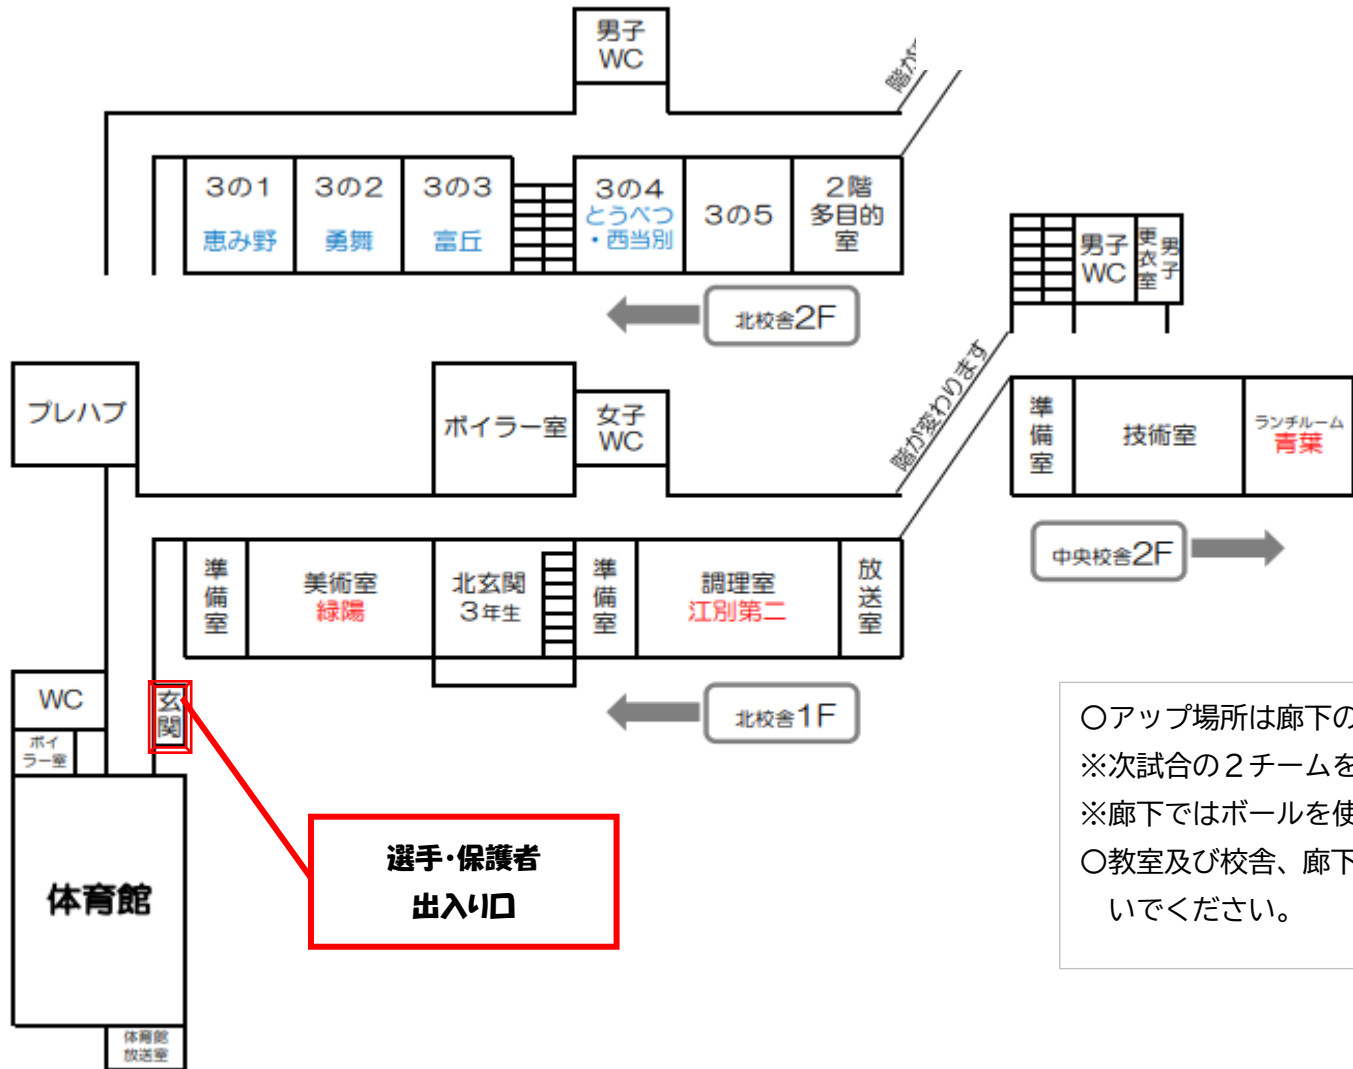 男子
WC
階が
3の1
恵み野
3の2
勇舞
3の3
富丘
3の4
とうべつ
・西当別
3の5
2階
多目的
室
北校舎2F
男子
WC
男子
更衣室
プレハブ
ボイラー室
女子
WC
階が変わります
準備室
技術室
ランチルーム
青葉
中央校舎2F
準備室
美術室
緑陽
北玄関
3年生
準備室
調理室
江別第二
放送室
北校舎1F
WC
ボイ
ラー室
玄関
選手・保護者
出入り口
体育館
体育館
放送室
〇アップ場所は廊下の
※次試合の2チームを
※廊下ではボールを使
〇教室及び校舎、廊下
いでください。